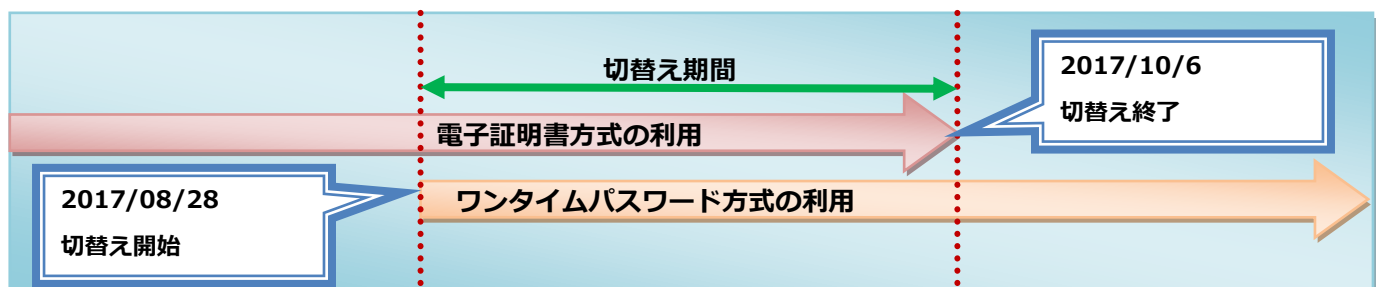 切替え期間
2017/10/6
切替え終了
電子証明書方式の利用
2017/08/28
切替え開始
ワンタイムパスワード方式の利用